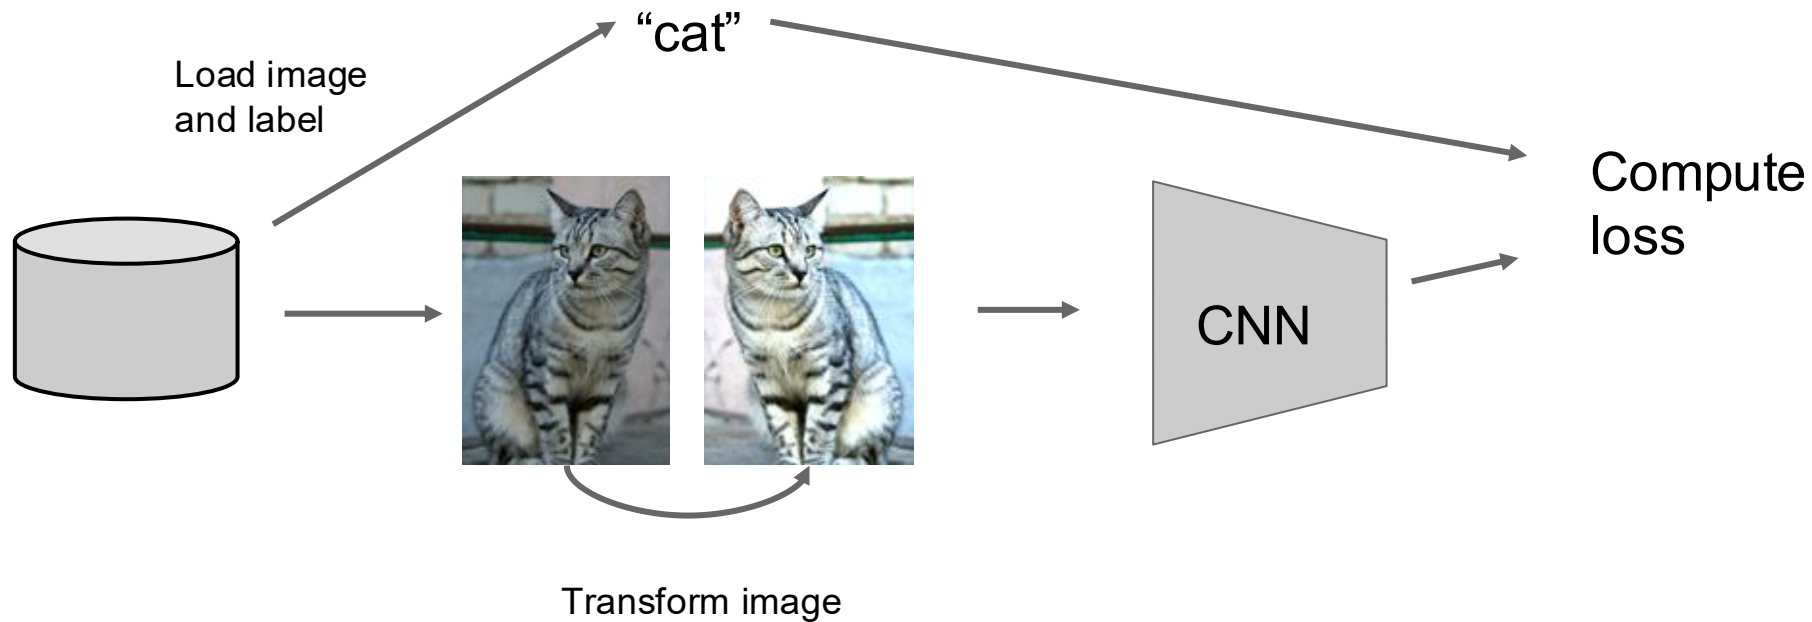 “cat”
Load image
and label
Compute
loss
CNN
Transform image